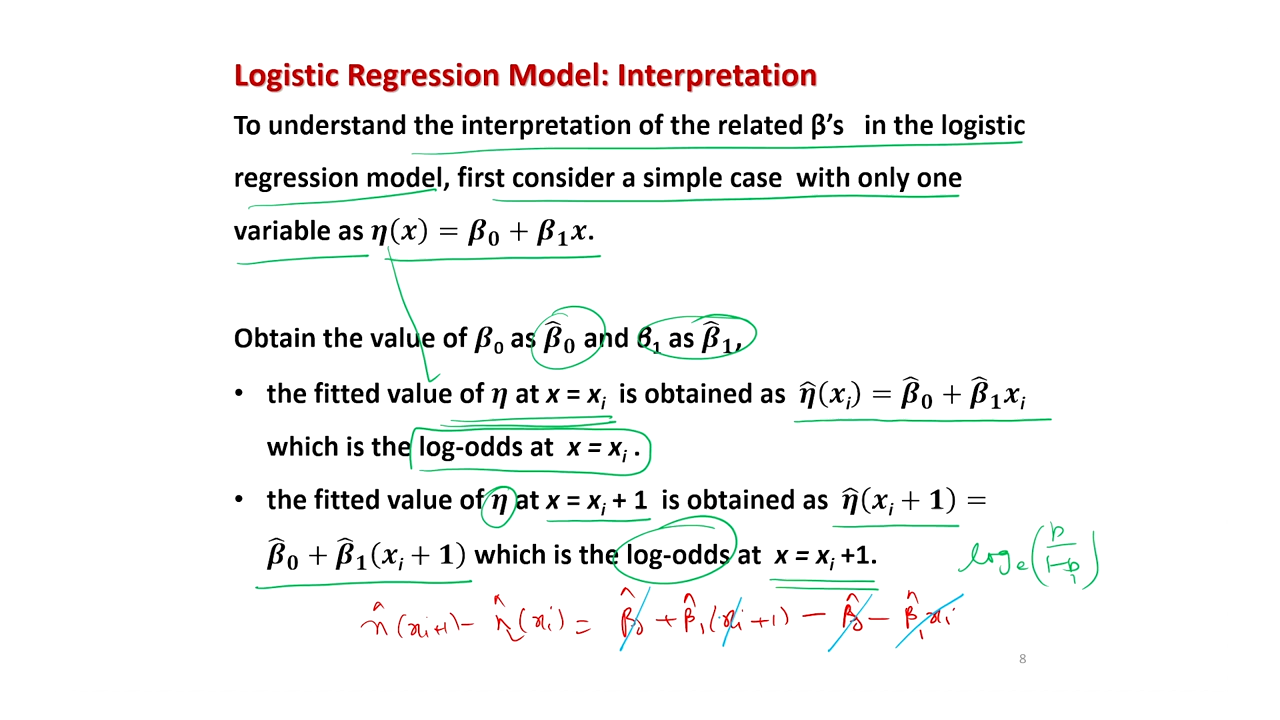 Logistic Regression Model: Interpretation
To understand the interpretation of the related β's in the logistic
regression model, first consider a simple case with only one
variable as η(x) = β₀ + β₁x.
Obtain the value of β₀ as β̂₀ and β₁ as β̂₁,
• the fitted value of η at x = xᵢ is obtained as η̂(xᵢ) = β̂₀ + β̂₁xᵢ
which is the log-odds at x = xᵢ .
• the fitted value of η at x = xᵢ + 1 is obtained as η̂(xᵢ + 1) =
β̂₀ + β̂₁(xᵢ + 1) which is the log-odds at x = xᵢ +1.
logₑ(p/1-p)
η̂(xᵢ+1) - η̂(xᵢ) = β̂₀ + β̂₁(xᵢ+1) - β̂₀ - β̂₁xᵢ
8